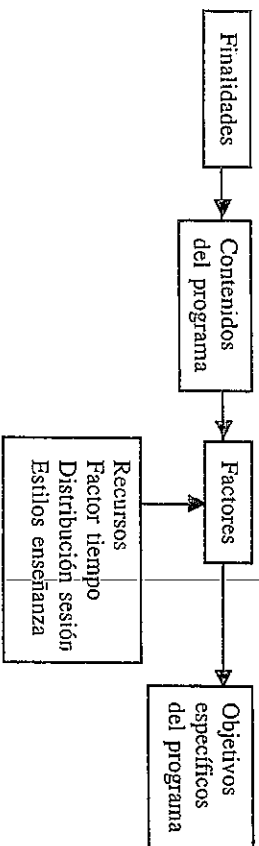 Finalidades
Contenidos
del programa
Factores
Recursos
Factor tiempo
Distribución sesión
Estilos enseñanza
Objetivos
específicos
del programa